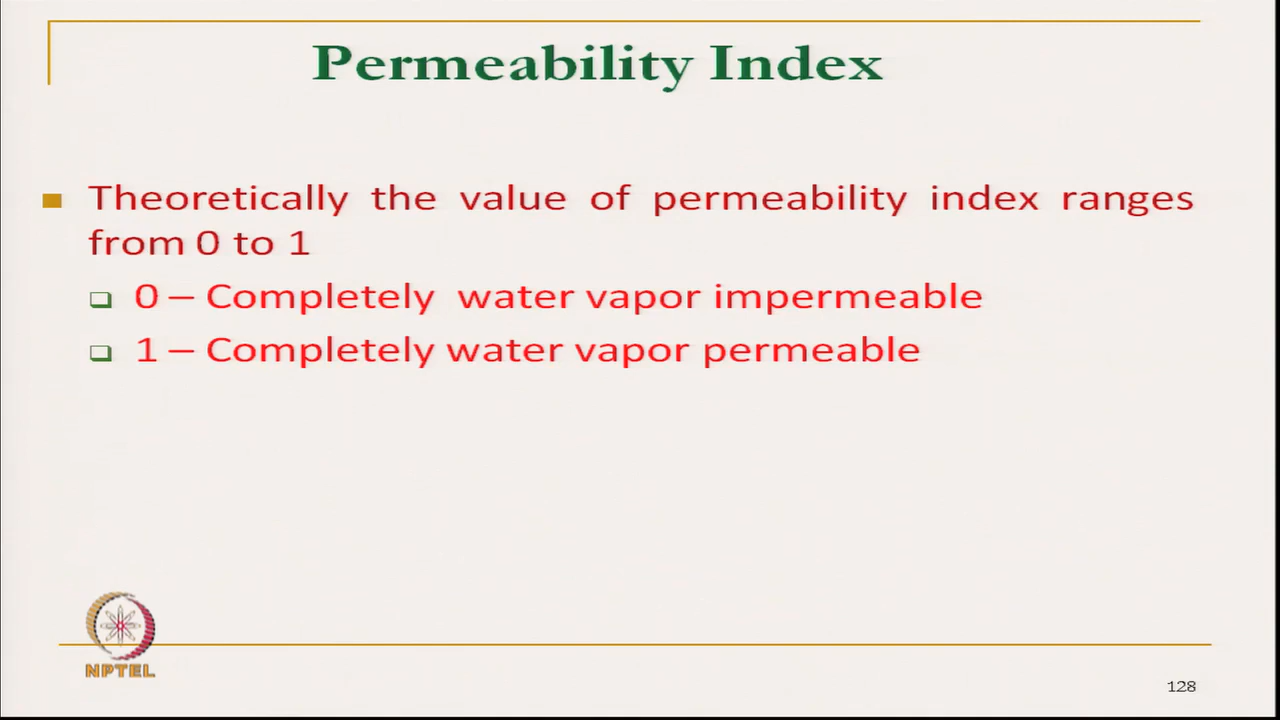 Permeability Index
Theoretically the value of permeability index ranges
from 0 to 1
0 – Completely water vapor impermeable
1 – Completely water vapor permeable
NPTEL
128